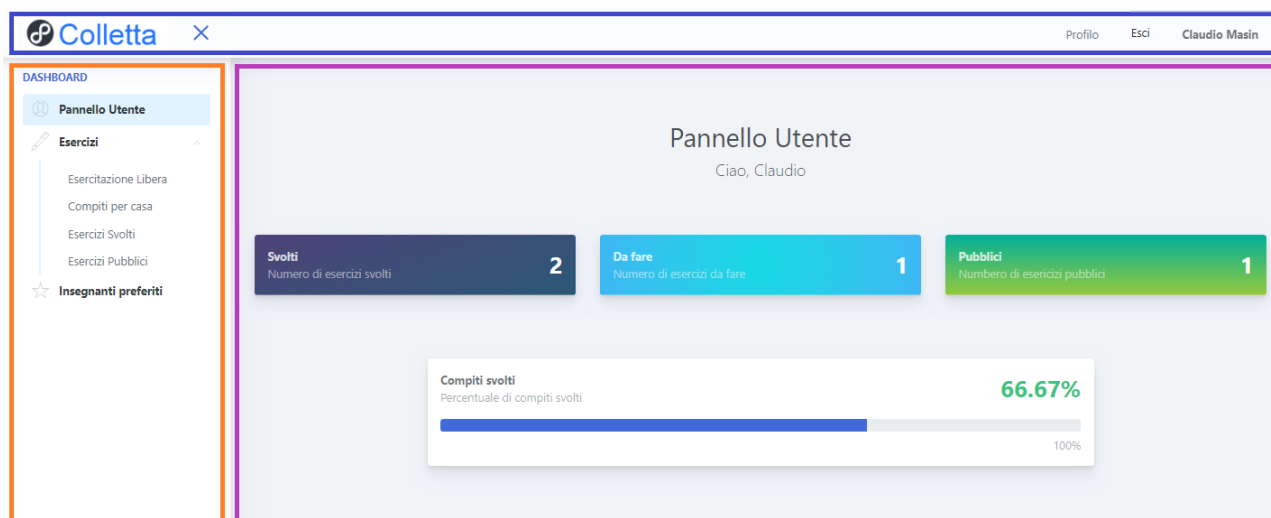 Colletta
Profilo Esci Claudio Masin
DASHBOARD
Pannello Utente
Esercizi
Esercitazione Libera
Compiti per casa
Esercizi Svolti
Esercizi Pubblici
Insegnanti preferiti
Pannello Utente
Ciao, Claudio
Svolti
Numero di esercizi svolti
2
Da fare
Numero di esercizi da fare
1
Pubblici
Numbero di esericizi pubblici
1
Compiti svolti
Percentuale di compiti svolti
66.67%
100%